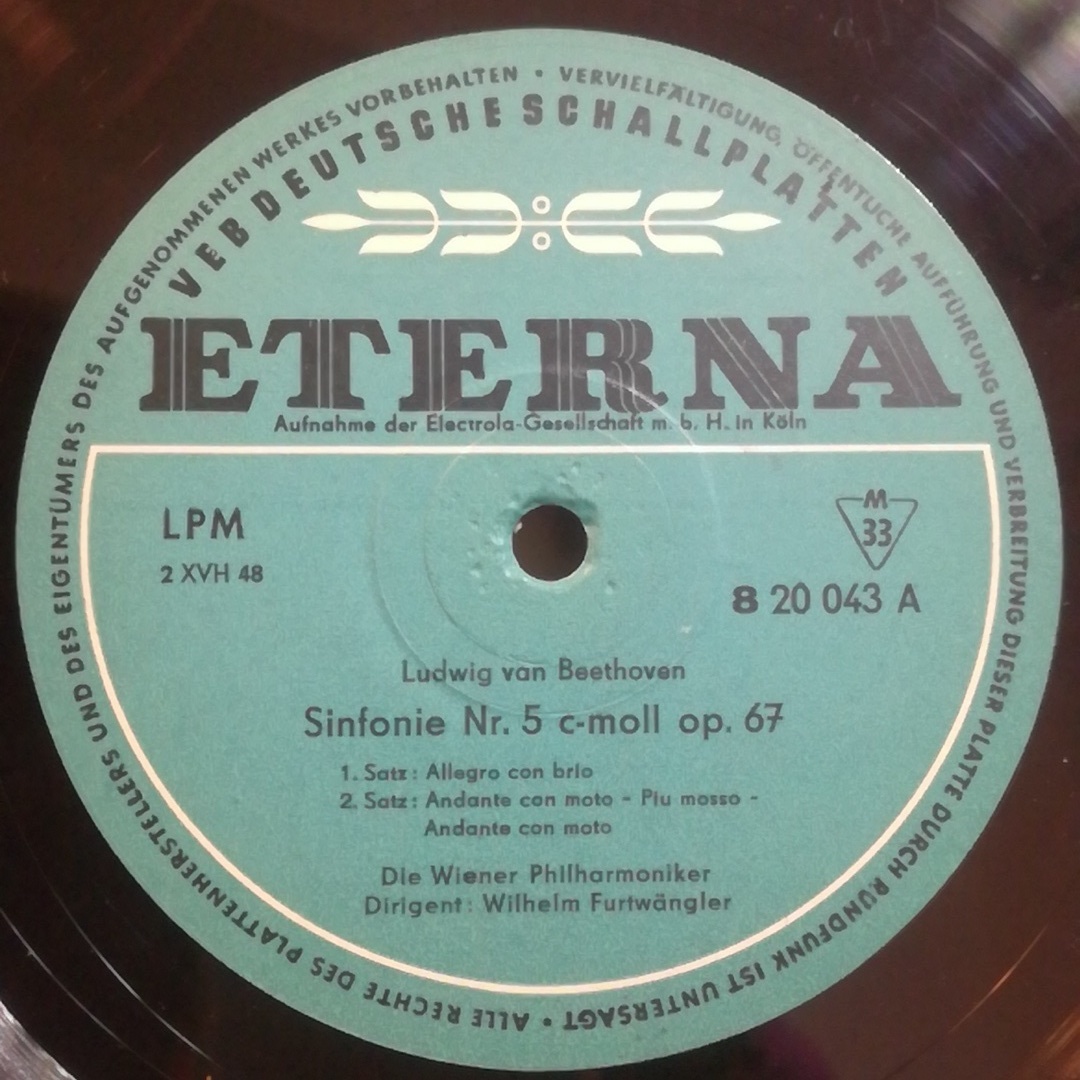 ALLE RECHTE DES PLATTENHERSTELLERS UND DES EIGENTÜMERS DES AUFGENOMMENEN WERKES VORBEHALTEN • VERVIELFÄLTIGUNG, ÖFFENTLICHE AUFFÜHRUNG UND VERBREITUNG DIESER PLATTE DURCH RUNDFUNK IST UNTERSAGT •
VEB DEUTSCHE SCHALLPLATTEN
ETERNA
Aufnahme der Electrola-Gesellschaft m. b. H. in Köln
LPM
2 XVH 48
M
33
8 20 043 A
Ludwig van Beethoven
Sinfonie Nr. 5 c-moll op. 67
1. Satz: Allegro con brio
2. Satz: Andante con moto – Piu mosso –
Andante con moto
Die Wiener Philharmoniker
Dirigent: Wilhelm Furtwängler